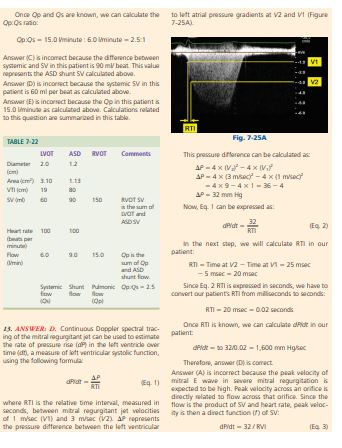 Once Qp and Qs are known, we can calculate the
Qp:Qs ratio:
Qp:Qs = 15.0 l/minute : 6.0 l/minute = 2.5:1
Answer (C) is incorrect because the difference between
systemic and SV in this patient is 90 ml/ beat. This value
represents the ASD shunt SV calculated above.
Answer (D) is incorrect because the systemic SV in this
patient is 60 ml per beat as calculated above.
Answer (E) is incorrect because the Qp in this patient is
15.0 l/minute as calculated above. Calculations related
to this question are summarized in this table.
TABLE 7-22
LVOT ASD RVOT Comments
Diameter (cm) 2.0 1.2
Area (cm²) 3.10 1.13
VTI (cm) 19 80
SV (ml) 60 90 150 RVOT SV is the sum of LVOT and ASD SV
Heart rate (beats per minute) 100 100
Flow (l/min) 6.0 9.0 15.0 Qp is the sum of Qp and ASD shunt flow.
Systemic flow (Qs) Shunt flow Pulmonic flow (Qp) Qp:Qs = 2.5
13. ANSWER: D. Continuous Doppler spectral trac-
ing of the mitral regurgitant jet can be used to estimate
the rate of pressure rise (dP) in the left ventricle over
time (dt), a measure of left ventricular systolic function,
using the following formula:
dP/dt = ΔP / RTI (Eq. 1)
where RTI is the relative time interval, measured in
seconds, between mitral regurgitant jet velocities
of 1 m/sec (V1) and 3 m/sec (V2). ΔP represents
the pressure difference between the left ventricular
to left atrial pressure gradients at V2 and V1 (Figure
7-25A).
V1
V2
RTI
Fig. 7-25A
This pressure difference can be calculated as:
ΔP = 4 × (V₂)² − 4 × (V₁)²
ΔP = 4 × (3 m/sec)² − 4 × (1 m/sec)²
= 4 × 9 − 4 × 1 = 36 − 4
ΔP = 32 mm Hg
Now, Eq. 1 can be expressed as:
dP/dt = 32 / RTI (Eq. 2)
In the next step, we will calculate RTI in our
patient:
RTI = Time at V2 − Time at V1 = 25 msec
− 5 msec = 20 msec
Since Eq. 2 RTI is expressed in seconds, we have to
convert our patient's RTI from milliseconds to seconds:
RTI = 20 msec = 0.02 seconds
Once RTI is known, we can calculate dP/dt in our
patient:
dP/dt = to 32/0.02 = 1,600 mm Hg/sec
Therefore, answer (D) is correct.
Answer (A) is incorrect because the peak velocity of
mitral E wave in severe mitral regurgitation is
expected to be high. Peak velocity across an orifice is
directly related to flow across that orifice. Since the
flow is the product of SV and heart rate, peak veloc-
ity is then a direct function (f) of SV:
dP/dt = 32 / RVI (Eq. 3)